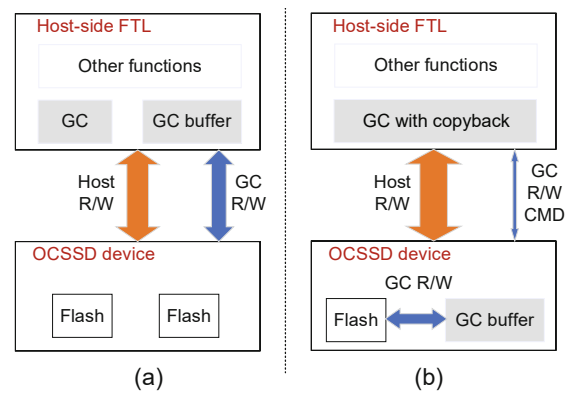 Host-side FTL
Other functions
GC
GC buffer
Host
R/W
GC
R/W
OCSSD device
Flash
Flash
(a)
Host-side FTL
Other functions
GC with copyback
Host
R/W
GC
R/W
CMD
OCSSD device
GC R/W
Flash
GC buffer
(b)